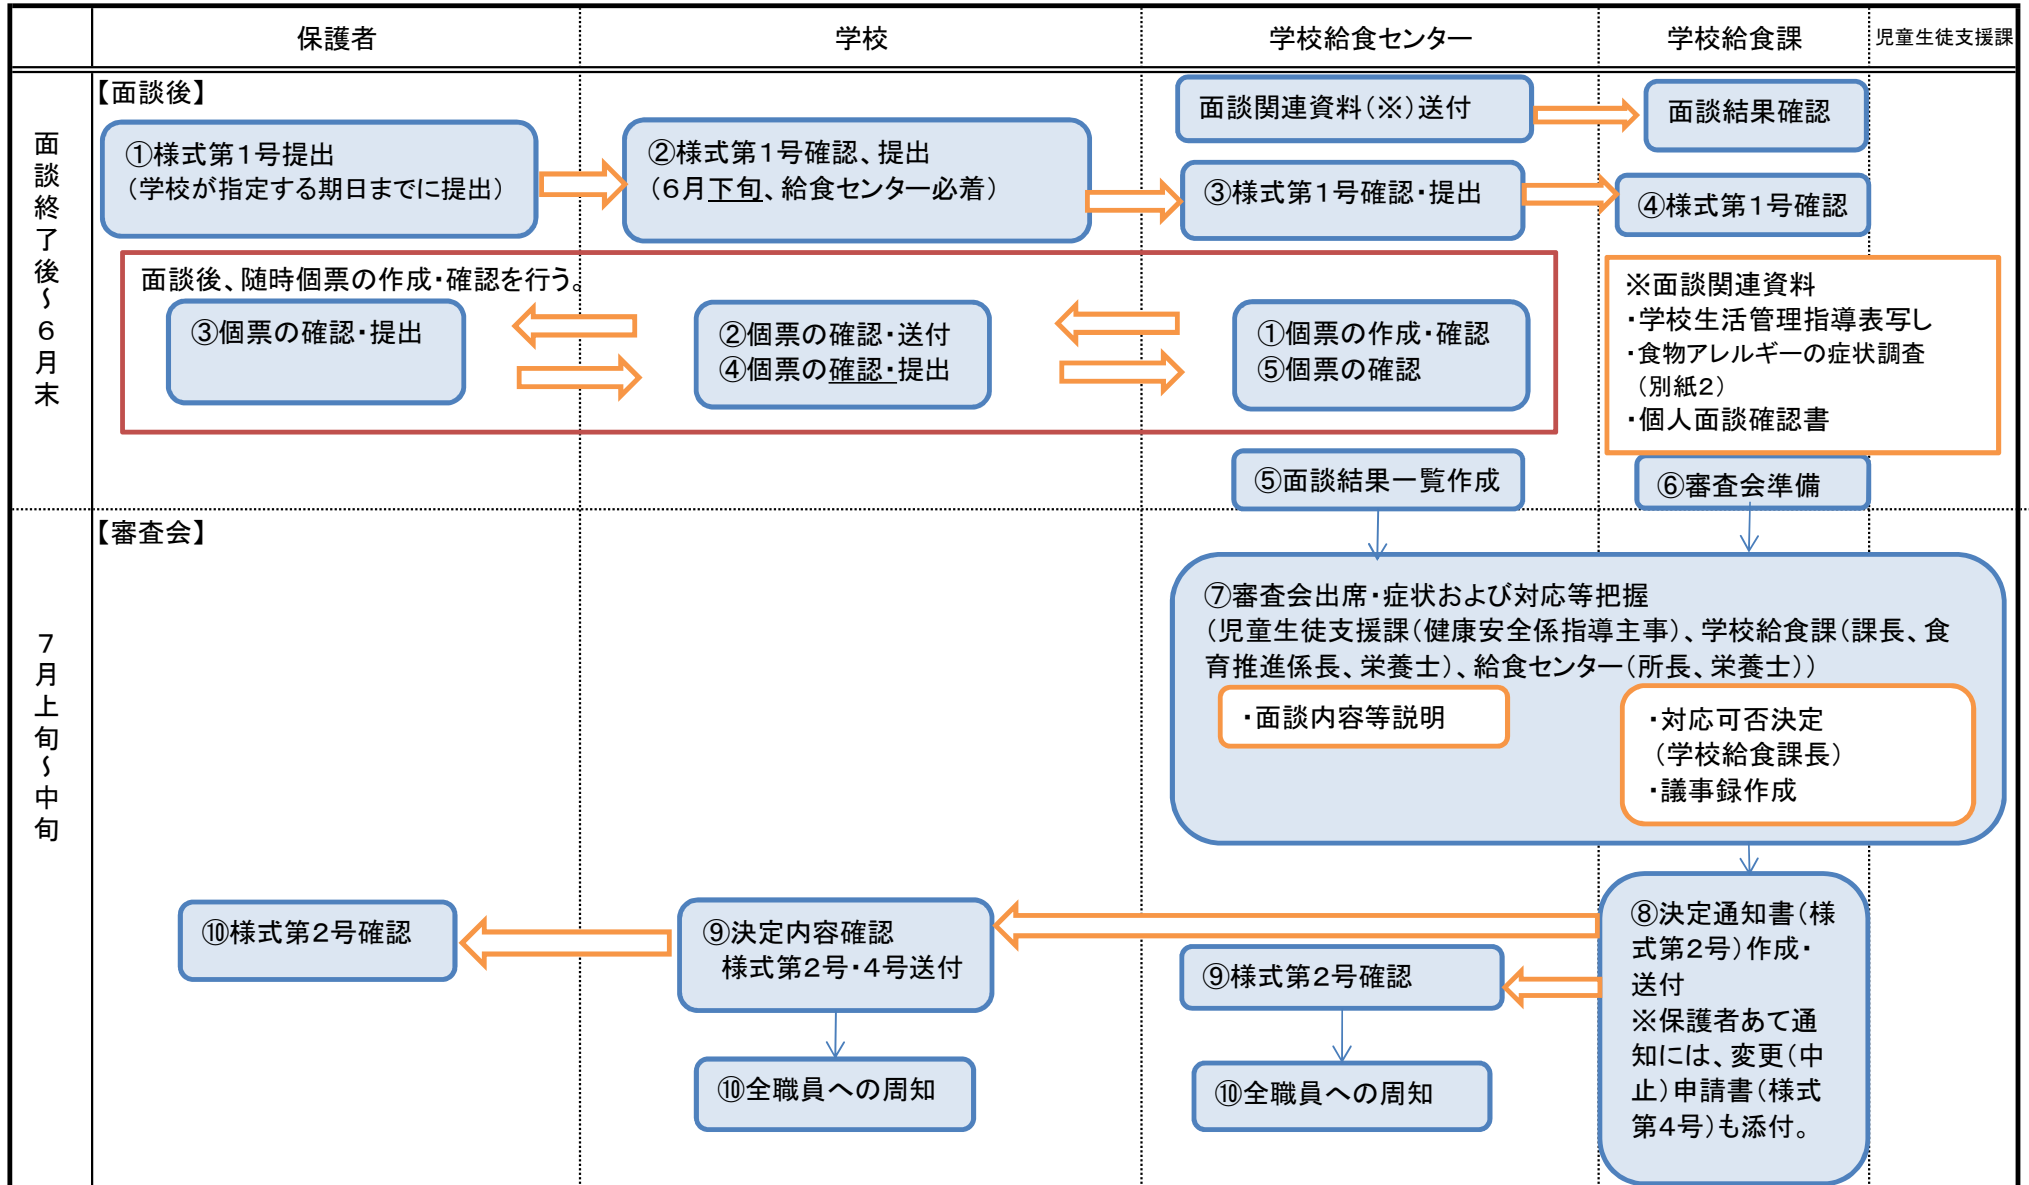 保護者
学校
学校給食センター
学校給食課
児童生徒支援課
面談終了後～6月末
【面談後】
①様式第1号提出
(学校が指定する期日までに提出)
②様式第1号確認、提出
(6月下旬、給食センター必着)
面談関連資料(※)送付
面談結果確認
③様式第1号確認・提出
④様式第1号確認
面談後、随時個票の作成・確認を行う。
③個票の確認・提出
②個票の確認・送付
④個票の確認・提出
①個票の作成・確認
⑤個票の確認
※面談関連資料
・学校生活管理指導表写し
・食物アレルギーの症状調査
(別紙2)
・個人面談確認書
⑤面談結果一覧作成
⑥審査会準備
7月上旬～中旬
【審査会】
⑦審査会出席・症状および対応等把握
(児童生徒支援課(健康安全係指導主事)、学校給食課(課長、食
育推進係長、栄養士)、給食センター(所長、栄養士))
・面談内容等説明
・対応可否決定
(学校給食課長)
・議事録作成
⑩様式第2号確認
⑨決定内容確認
様式第2号・4号送付
⑨様式第2号確認
⑧決定通知書(様
式第2号)作成・
送付
※保護者あて通
知には、変更(中
止)申請書(様式
第4号)も添付。
⑩全職員への周知
⑩全職員への周知